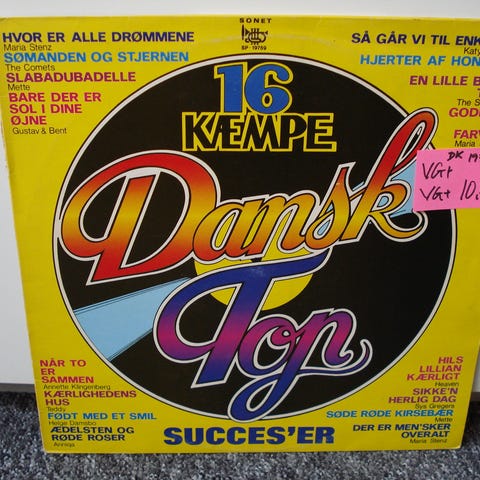 SONET
SP - 19759
HVOR ER ALLE DRØMMENE
Maria Stenz
SØMANDEN OG STJERNEN
The Comets
SLABADUBADELLE
Mette
BARE DER ER
SOL I DINE
ØJNE
Gustav & Bent
SÅ GÅR VI TIL
HJERTER AF
EN LILLE
The
Maria
16
KÆMPE
Dansk
Top
SUCCES'ER
DK
VG+
VG+ 10.
NÅR TO
ER
SAMMEN
Annette Klingenberg
KÆRLIGHEDENS
HUS
Teddy
FØDT MED ET SMIL
Helge Damsbo
ÆDELSTEN OG
RØDE ROSER
Anniqa
HILS
LILLIAN
KÆRLIGT
Heaven
SIKKE'N
HERLIG DAG
Sys Gregers
SØDE RØDE KIRSEBÆR
Mette
DER ER MEN'SKER
OVERALT
Maria Stenz